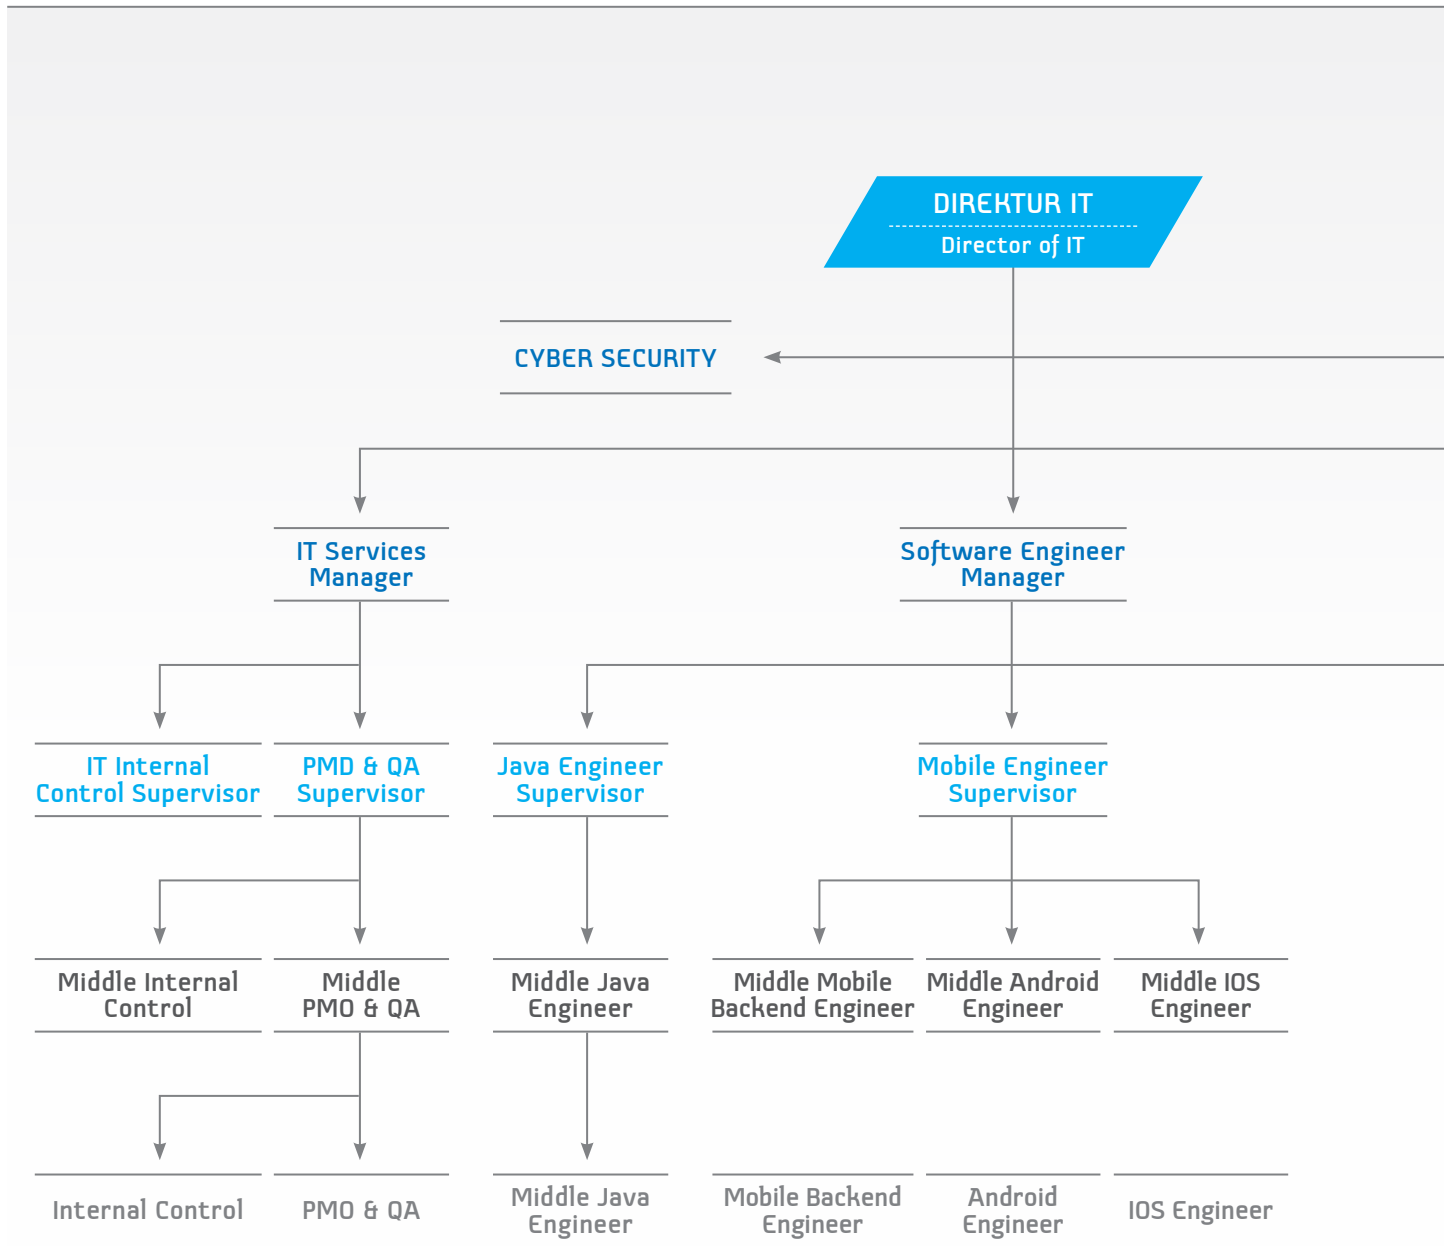 DIREKTUR IT
Director of IT
CYBER SECURITY
IT Services
Manager
Software Engineer
Manager
IT Internal
Control Supervisor
PMD & QA
Supervisor
Java Engineer
Supervisor
Mobile Engineer
Supervisor
Middle Internal
Control
Middle
PMO & QA
Middle Java
Engineer
Middle Mobile
Backend Engineer
Middle Android
Engineer
Middle IOS
Engineer
Internal Control
PMO & QA
Middle Java
Engineer
Mobile Backend
Engineer
Android
Engineer
IOS Engineer